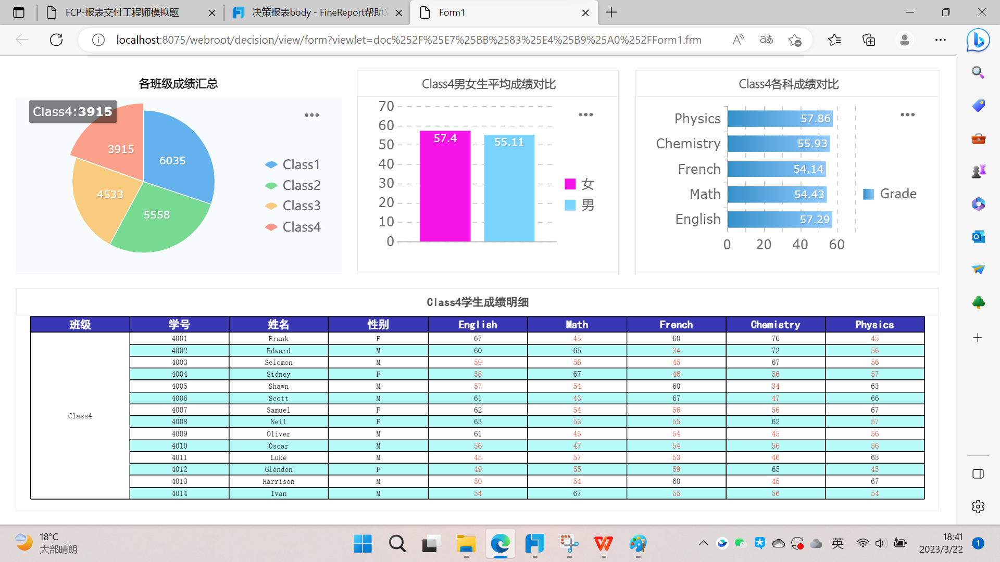 FCP-报表交付工程师模拟题
决策报表body - FineReport帮助文
Form1
localhost:8075/webroot/decision/view/form?viewlet=doc%252F%25E7%25BB%2583%25E4%25B9%25A0%252FForm1.frm
各班级成绩汇总
Class4:3915
3915
6035
4533
5558
Class1
Class2
Class3
Class4
Class4男女生平均成绩对比
70
60
50
40
30
20
10
0
57.4
55.11
女
男
Class4各科成绩对比
Physics 57.86
Chemistry 55.93
French 54.14
Math 54.43
English 57.29
0 20 40 60
Grade
Class4学生成绩明细
班级 学号 姓名 性别 English Math French Chemistry Physics
4001 Frank F 67 45 60 76 45
4002 Edward M 60 65 34 72 56
4003 Solomon M 59 56 45 67 56
4004 Sidney F 58 67 46 56 57
4005 Shawn M 57 54 60 34 63
4006 Scott M 61 43 67 47 66
4007 Samuel F 62 54 56 56 67
Class4
4008 Neil F 63 53 55 62 57
4009 Oliver M 61 45 54 45 56
4010 Oscar M 56 47 54 56 56
4011 Luke M 45 57 53 46 65
4012 Glendon F 49 55 59 65 45
4013 Harrison M 50 54 60 45 67
4014 Ivan M 54 67 55 56 54
18°C
大部晴朗
英
18:41
2023/3/22
1